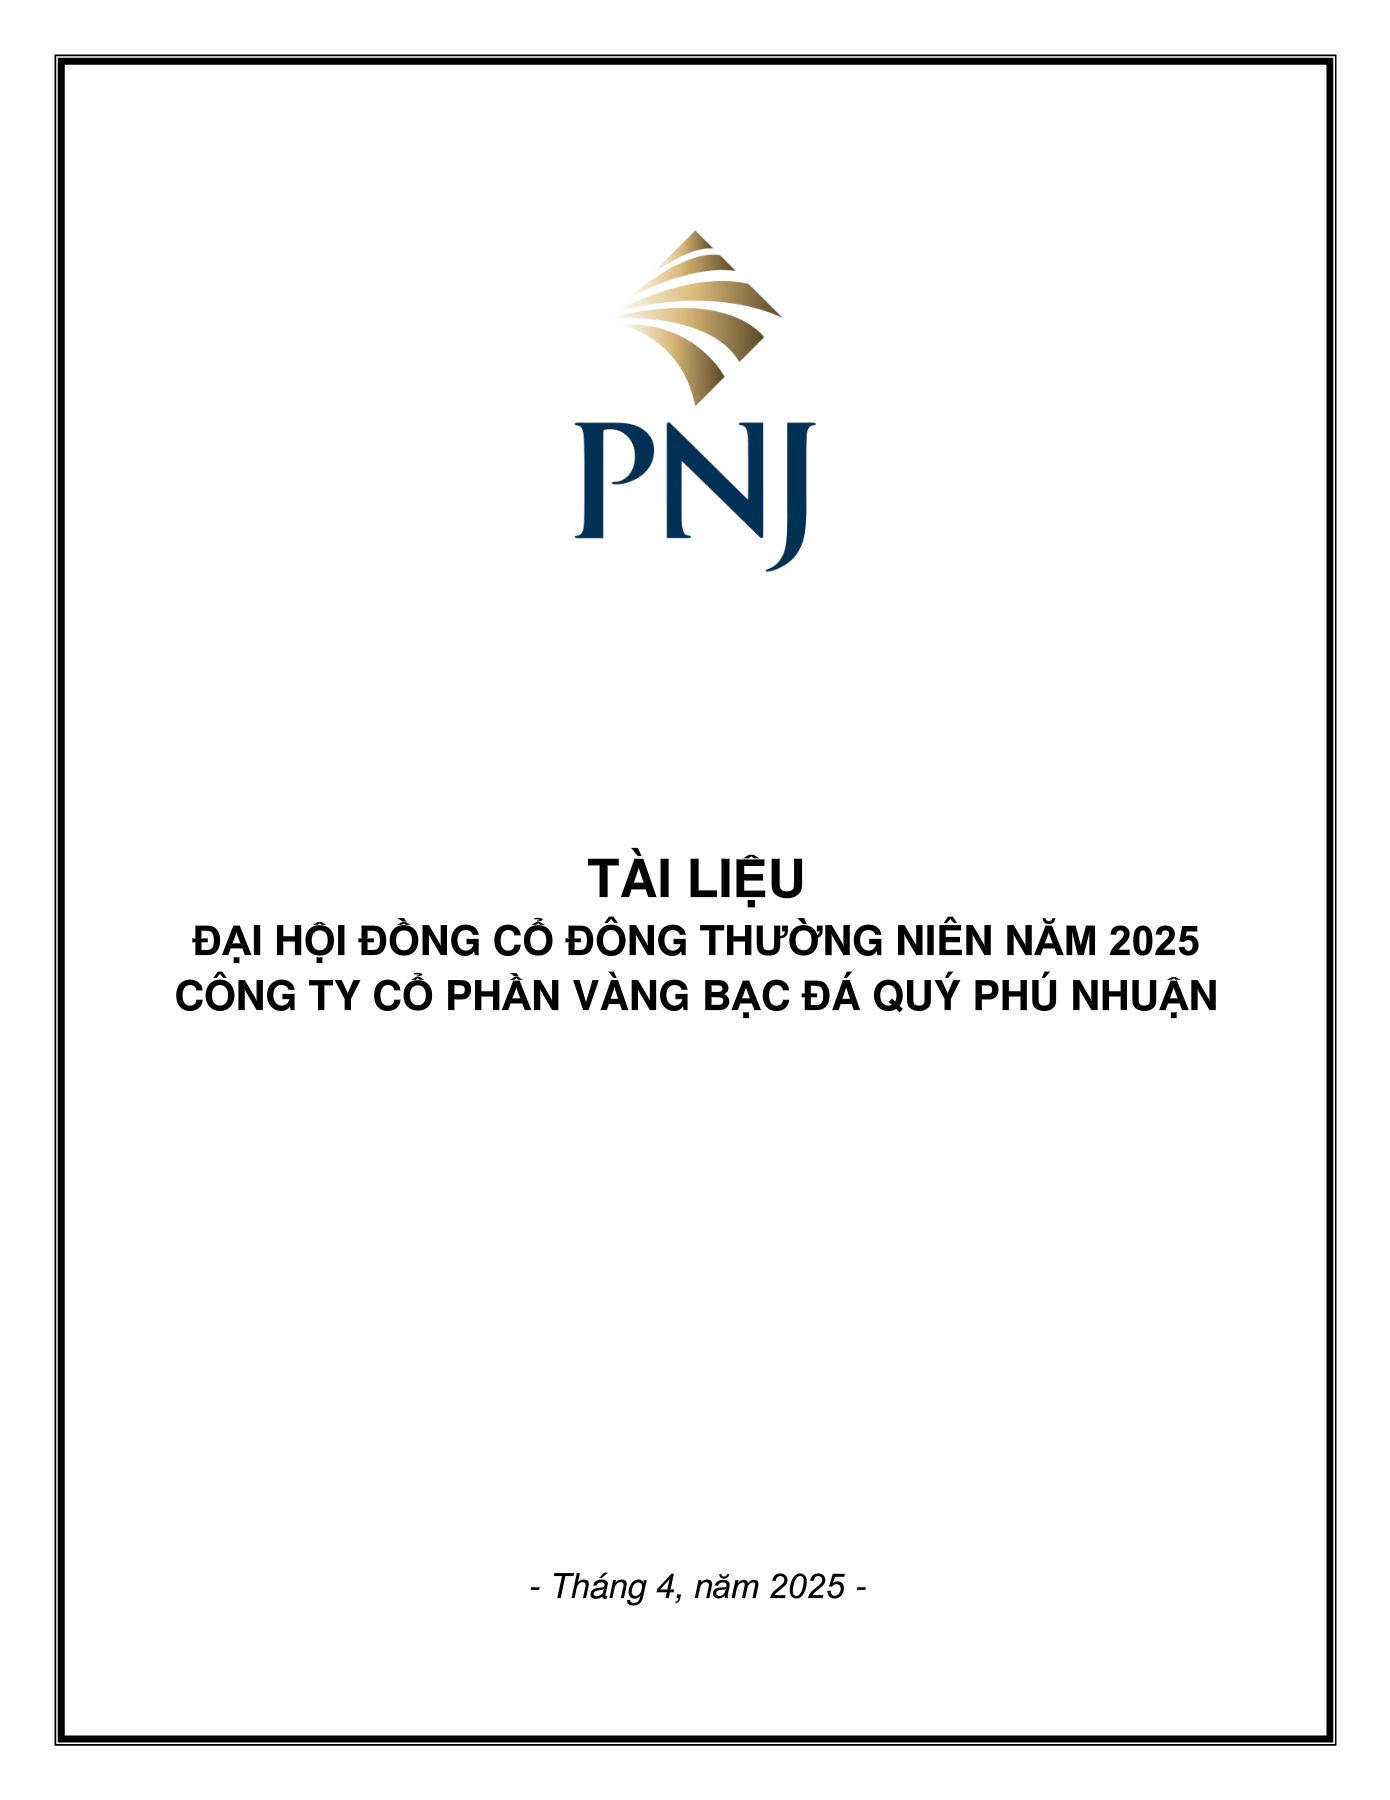 PNJ
TÀI LIỆU
ĐẠI HỘI ĐỒNG CỔ ĐÔNG THƯỜNG NIÊN NĂM 2025
CÔNG TY CỔ PHẦN VÀNG BẠC ĐÁ QUÝ PHÚ NHUẬN
- Tháng 4, năm 2025 -